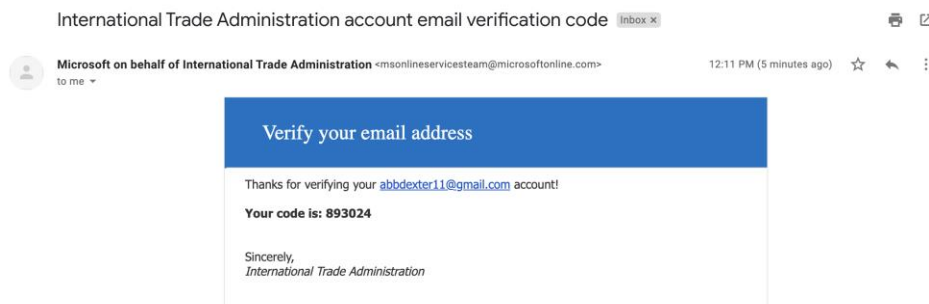 International Trade Administration account email verification code Inbox ×
Microsoft on behalf of International Trade Administration <msonlineservicesteam@microsoftonline.com> 12:11 PM (5 minutes ago)
to me
Verify your email address
Thanks for verifying your abbdexter11@gmail.com account!
Your code is: 893024
Sincerely,
International Trade Administration